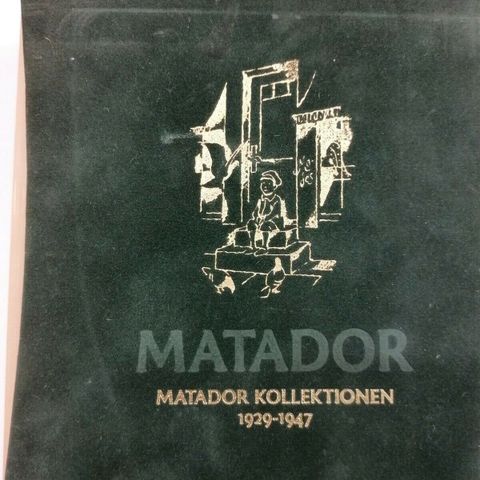 MATADOR
MATADOR KOLLEKTIONEN
1929-1947